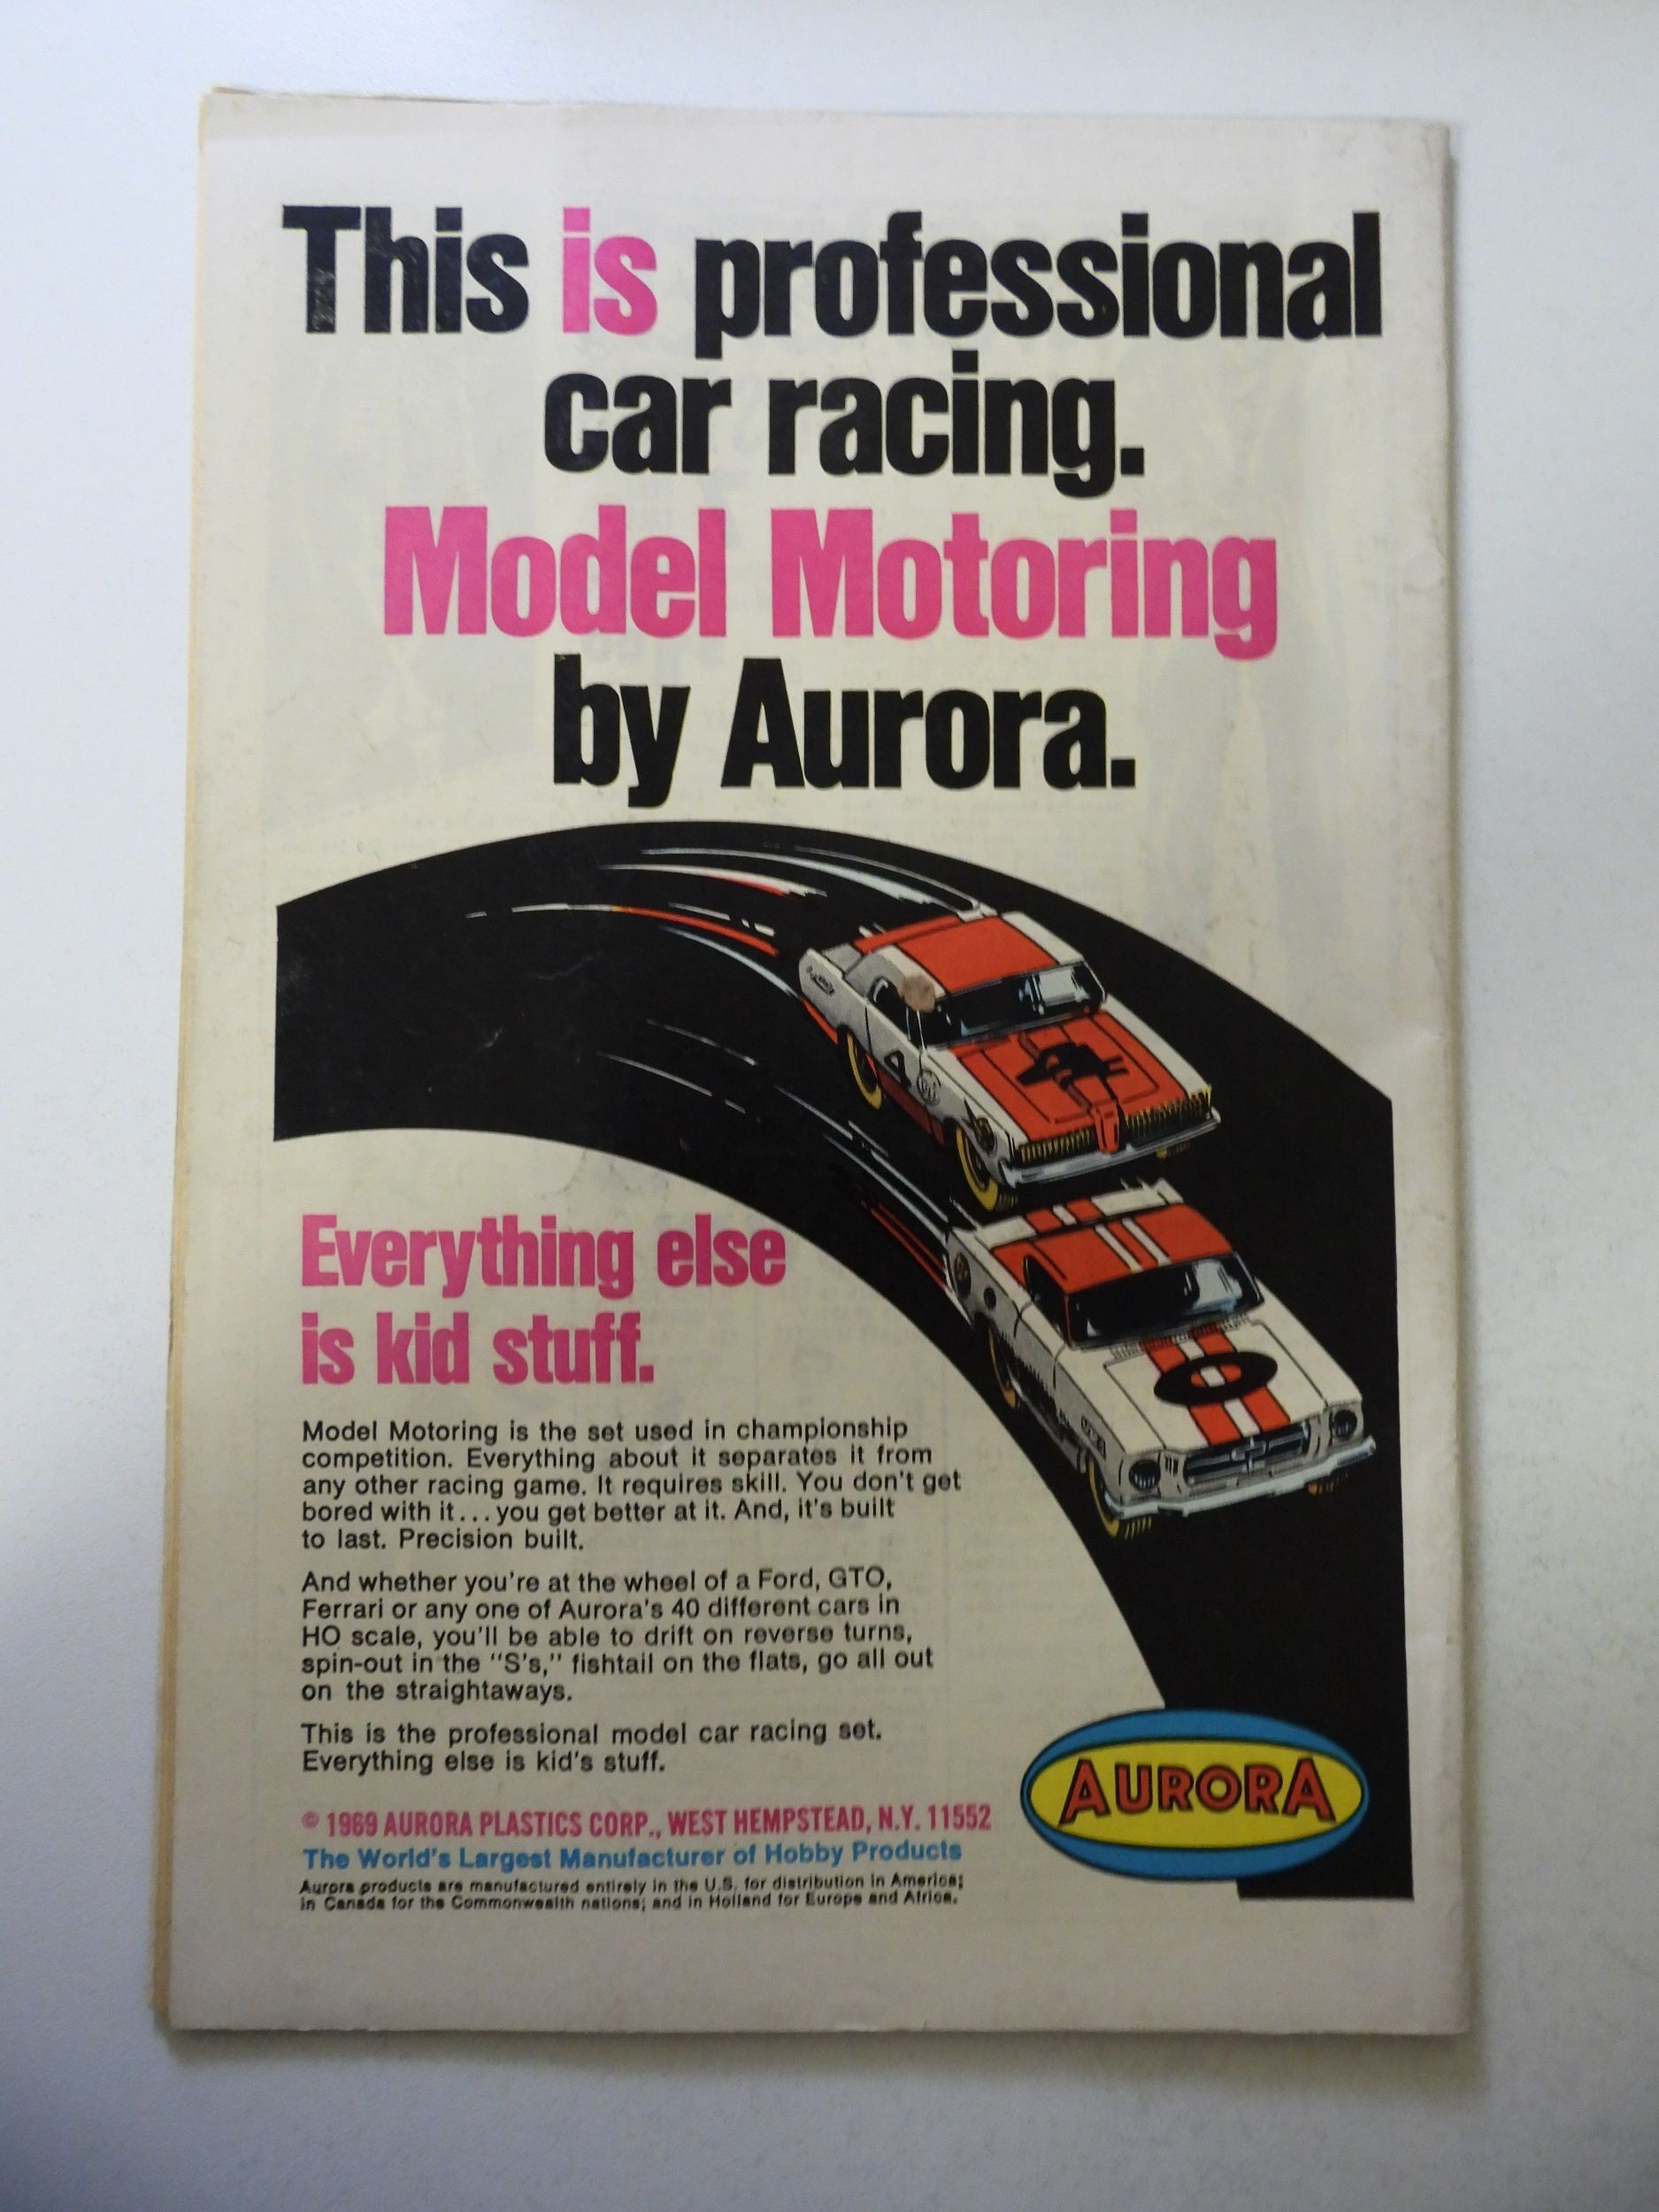 This is professional
car racing.
Model Motoring
by Aurora.
4
4
0
Everything else
is kid stuff.
Model Motoring is the set used in championship
competition. Everything about it separates it from
any other racing game. It requires skill. You don't get
bored with it... you get better at it. And, it's built
to last. Precision built.
And whether you're at the wheel of a Ford, GTO,
Ferrari or any one of Aurora's 40 different cars in
HO scale, you'll be able to drift on reverse turns,
spin-out in the "S's," fishtail on the flats, go all out
on the straightaways.
This is the professional model car racing set.
Everything else is kid's stuff.
© 1969 AURORA PLASTICS CORP., WEST HEMPSTEAD, N.Y. 11552
The World's Largest Manufacturer of Hobby Products
Aurora products are manufactured entirely in the U.S. for distribution in America;
in Canada for the Commonwealth nations; and in Holland for Europe and Africa.
AURORA